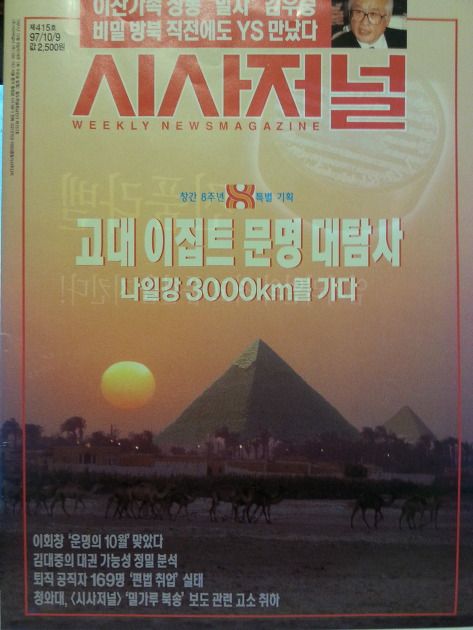 이산가족 상봉 '밀사' 김우중
비밀 방북 직전에도 YS 만났다
제415호
97/10/9
값 2,500원
시사저널
WEEKLY NEWSMAGAZINE
창간 8주년 특별 기획
고대 이집트 문명 대탐사
나일강 3000km를 가다
이회창 '운명의 10월' 맞았다
김대중의 대권 가능성 정밀 분석
퇴직 공직자 169명 '편법 취업' 실태
청와대, 〈시사저널〉 '밀가루 북송' 보도 관련 고소 취하